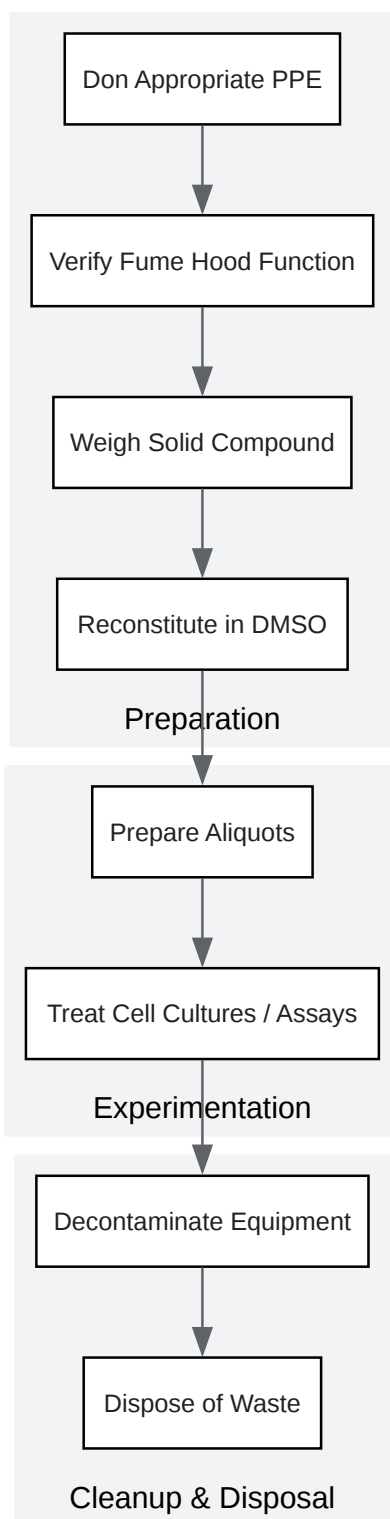 Don Appropriate PPE
Verify Fume Hood Function
Weigh Solid Compound
Reconstitute in DMSO
Preparation
Prepare Aliquots
Treat Cell Cultures / Assays
Experimentation
Decontaminate Equipment
Dispose of Waste
Cleanup & Disposal